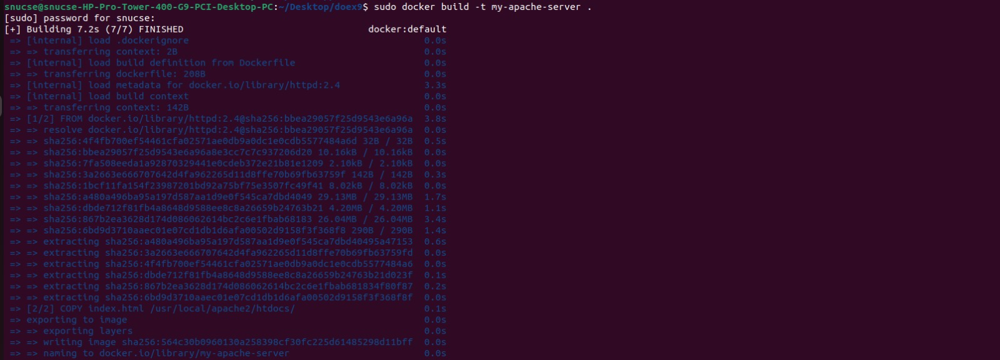 snucse@snucse-HP-Pro-Tower-400-G9-PCI-Desktop-PC:~/Desktop/doex9$ sudo docker build -t my-apache-server .
[sudo] password for snucse:
[+] Building 7.2s (7/7) FINISHED docker:default
=> [internal] load .dockerignore 0.0s
=> => transferring context: 2B 0.0s
=> [internal] load build definition from Dockerfile 0.0s
=> => transferring dockerfile: 208B 0.0s
=> [internal] load metadata for docker.io/library/httpd:2.4 3.3s
=> [internal] load build context 0.0s
=> => transferring context: 142B 0.0s
=> [1/2] FROM docker.io/library/httpd:2.4@sha256:bbea29057f25d9543e6a96a 3.8s
=> => resolve docker.io/library/httpd:2.4@sha256:bbea29057f25d9543e6a96a 0.0s
=> => sha256:4f4fb700ef54461cfa02571ae0db9a0dc1e0cdb5577484a6d 32B / 32B 0.5s
=> => sha256:bbea29057f25d9543e6a96a8e3cc7c7c937206d20 10.16kB / 10.16kB 0.0s
=> => sha256:7fa508eeda1a92870329441e0cdeb372e21b81e1209 2.10kB / 2.10kB 0.0s
=> => sha256:3a2663e666707642d4fa962265d11d8ffe70b69fb63759f 142B / 142B 0.3s
=> => sha256:1bcf11fa154f23987201bd92a75bf75e3507fc49f41 8.02kB / 8.02kB 0.0s
=> => sha256:a480a496ba95a197d587aa1d9e0f545ca7dbd4049 29.13MB / 29.13MB 1.7s
=> => sha256:dbde712f81fb4a8648d9588ee8c8a26659b24763b21 4.20MB / 4.20MB 1.1s
=> => sha256:867b2ea3628d174d086062614bc2c6e1fbab68183 26.04MB / 26.04MB 3.4s
=> => sha256:6bd9d3710aaec01e07cd1db1d6afa00502d9158f3f368f8 290B / 290B 1.4s
=> => extracting sha256:a480a496ba95a197d587aa1d9e0f545ca7dbd40495a47153 0.6s
=> => extracting sha256:3a2663e666707642d4fa962265d11d8ffe70b69fb63759fd 0.0s
=> => extracting sha256:4f4fb700ef54461cfa02571ae0db9a0dc1e0cdb5577484a6 0.0s
=> => extracting sha256:dbde712f81fb4a8648d9588ee8c8a26659b24763b21d023f 0.1s
=> => extracting sha256:867b2ea3628d174d086062614bc2c6e1fbab681834f80f87 0.2s
=> => extracting sha256:6bd9d3710aaec01e07cd1db1d6afa00502d9158f3f368f8f 0.0s
=> [2/2] COPY index.html /usr/local/apache2/htdocs/ 0.1s
=> exporting to image 0.0s
=> => exporting layers 0.0s
=> => writing image sha256:564c30b0960130a258398cf30fc225d61485298d11bff 0.0s
=> => naming to docker.io/library/my-apache-server 0.0s